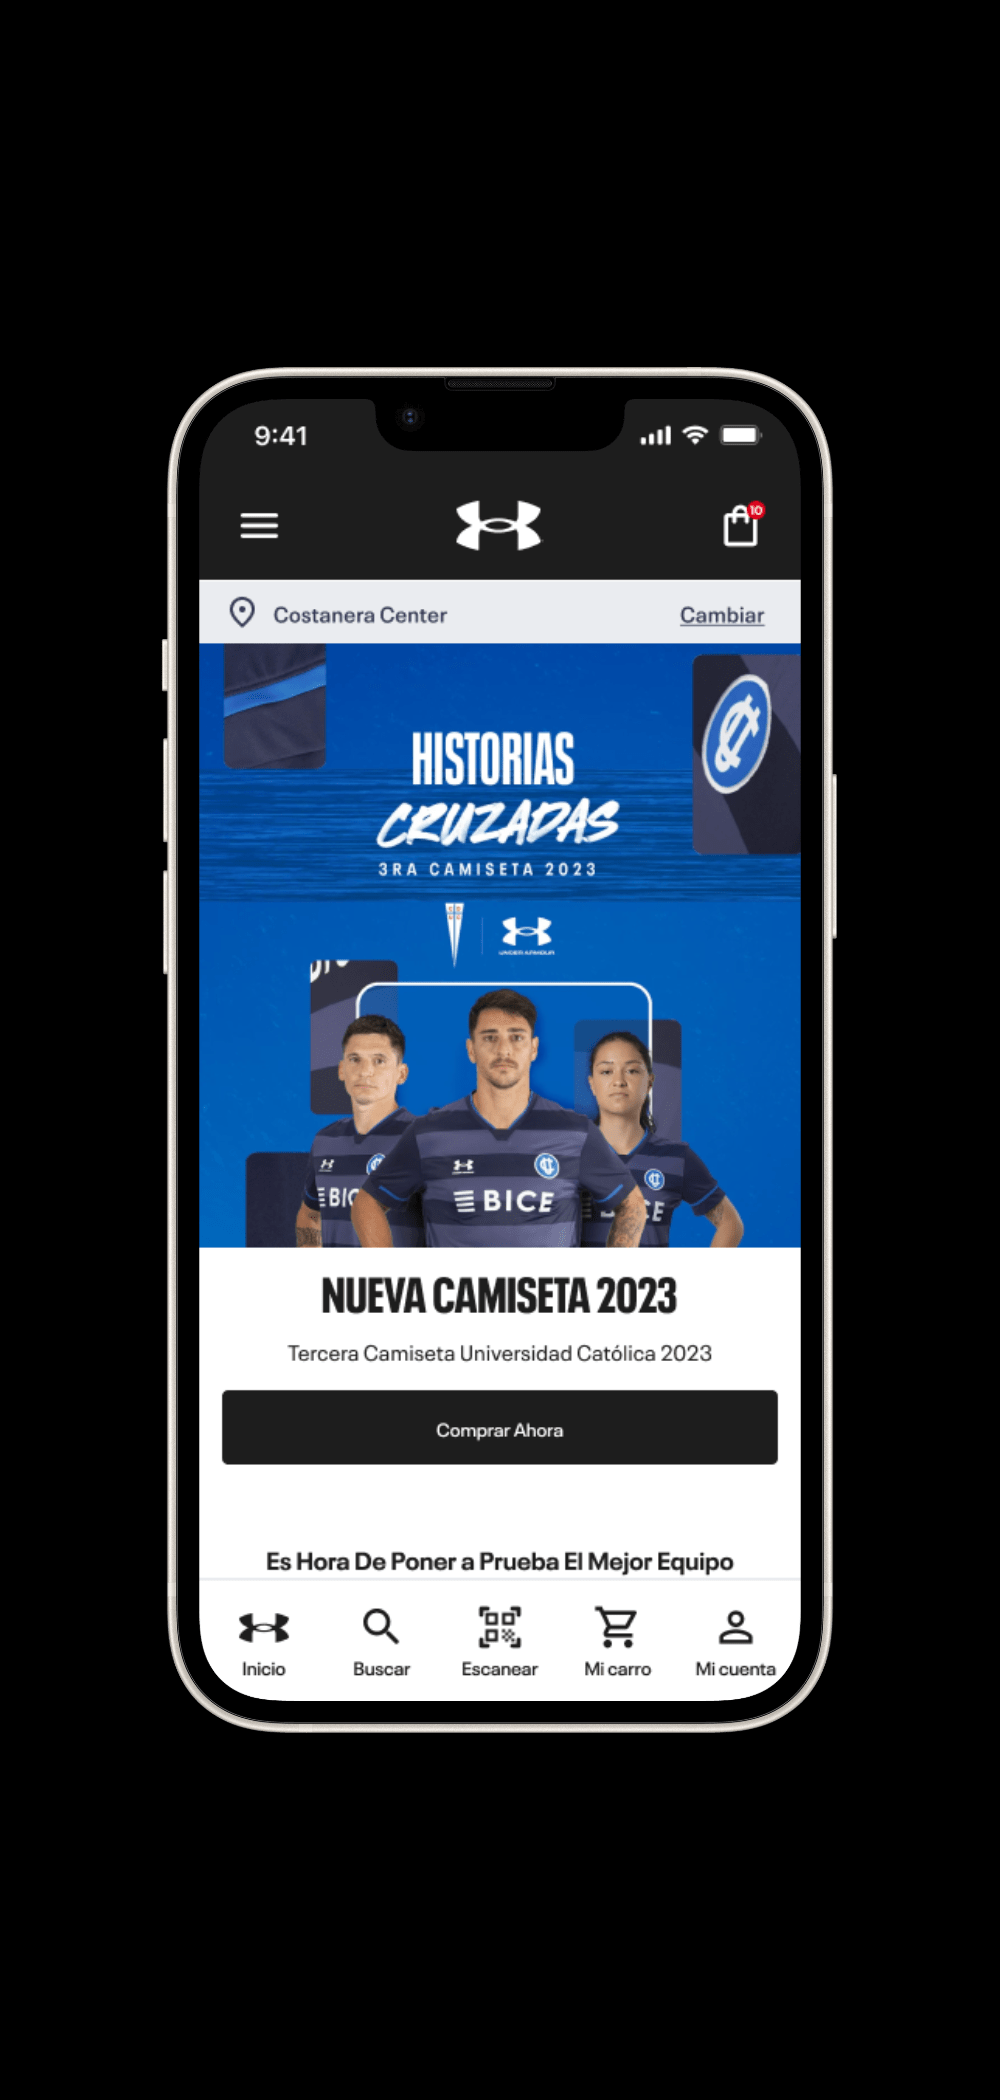 9:41
10
Costanera Center
Cambiar
HISTORIAS
CRUZADAS
3RA CAMISETA 2023
UNDER ARMOUR
BICE
NUEVA CAMISETA 2023
Tercera Camiseta Universidad Católica 2023
Comprar Ahora
Es Hora De Poner a Prueba El Mejor Equipo
Inicio
Buscar
Escanear
Mi carro
Mi cuenta